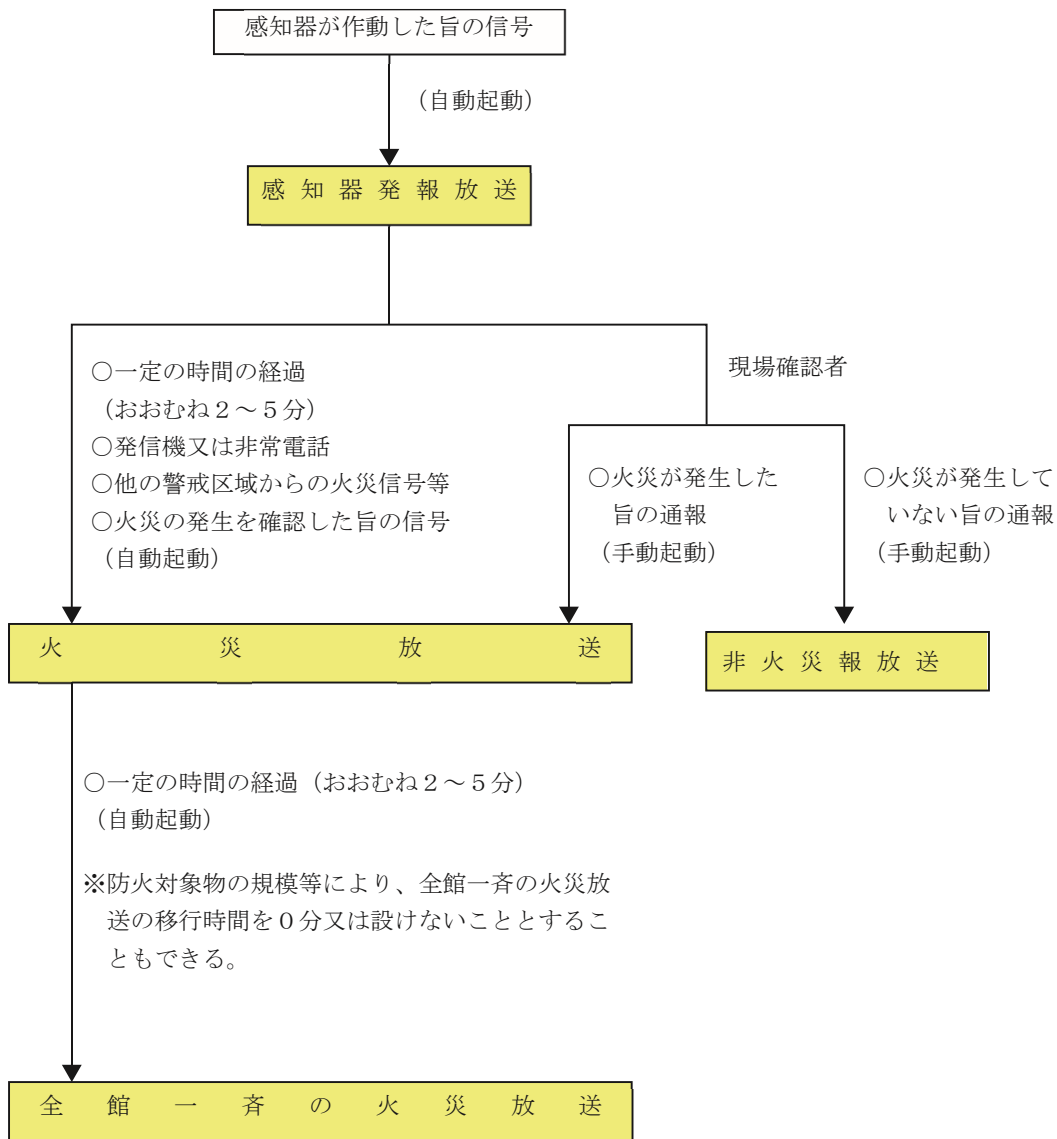 感知器が作動した旨の信号
（自動起動）
感知器発報放送
○一定の時間の経過
（おおむね２～５分）
○発信機又は非常電話
○他の警戒区域からの火災信号等
○火災の発生を確認した旨の信号
（自動起動）
現場確認者
○火災が発生した
旨の通報
（手動起動）
○火災が発生して
いない旨の通報
（手動起動）
火災放送
非火災報放送
○一定の時間の経過（おおむね２～５分）
（自動起動）
※防火対象物の規模等により、全館一斉の火災放
送の移行時間を０分又は設けないこととするこ
ともできる。
全館一斉の火災放送